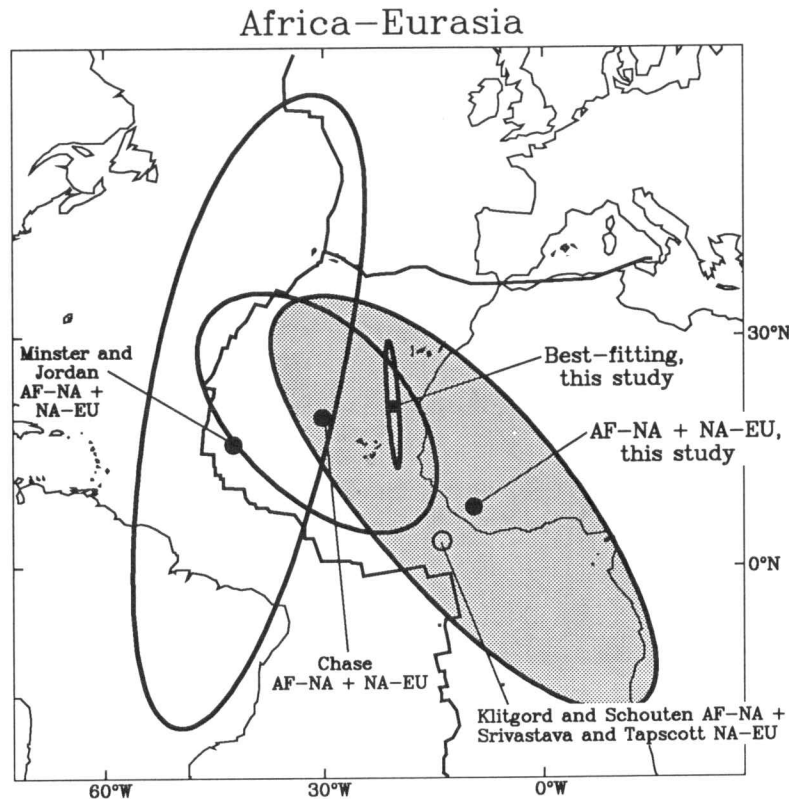 Africa-Eurasia
30°N
Minster and
Jordan
AF-NA +
NA-EU
Best-fitting,
this study
AF-NA + NA-EU,
this study
0°N
Chase
AF-NA + NA-EU
Klitgord and Schouten AF-NA +
Srivastava and Tapscott NA-EU
60°W
30°W
0°W